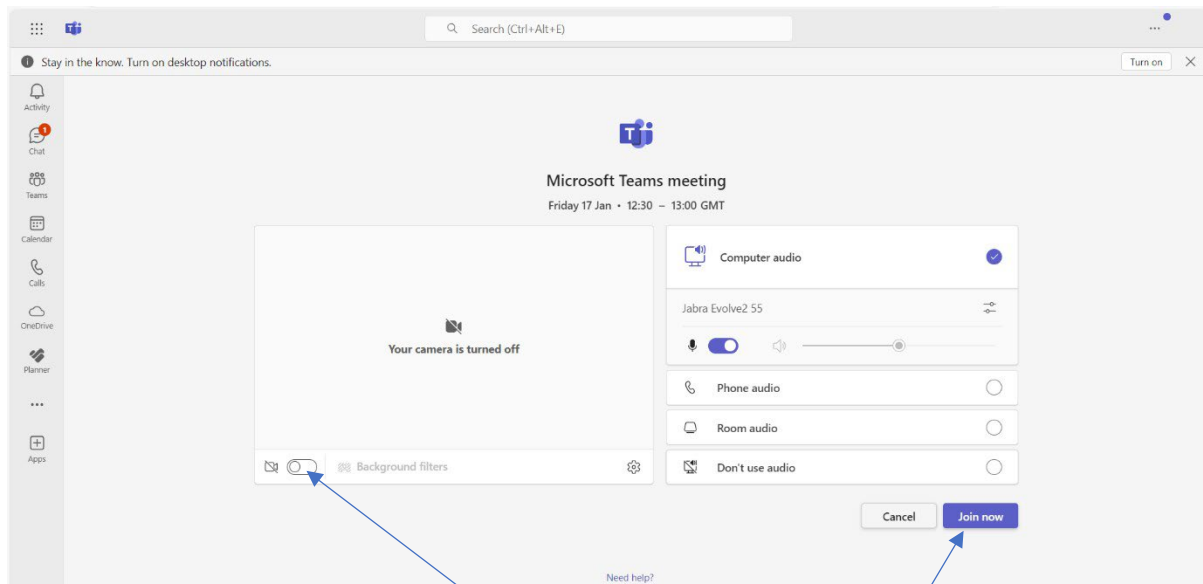 Search (Ctrl+Alt+E)
Stay in the know. Turn on desktop notifications.
Turn on
Activity
1
Chat
Teams
Calendar
Calls
OneDrive
Planner
Apps
T
Microsoft Teams meeting
Friday 17 Jan • 12:30 – 13:00 GMT
Your camera is turned off
Background filters
Computer audio
Jabra Evolve2 55
Phone audio
Room audio
Don't use audio
Cancel
Join now
Need help?